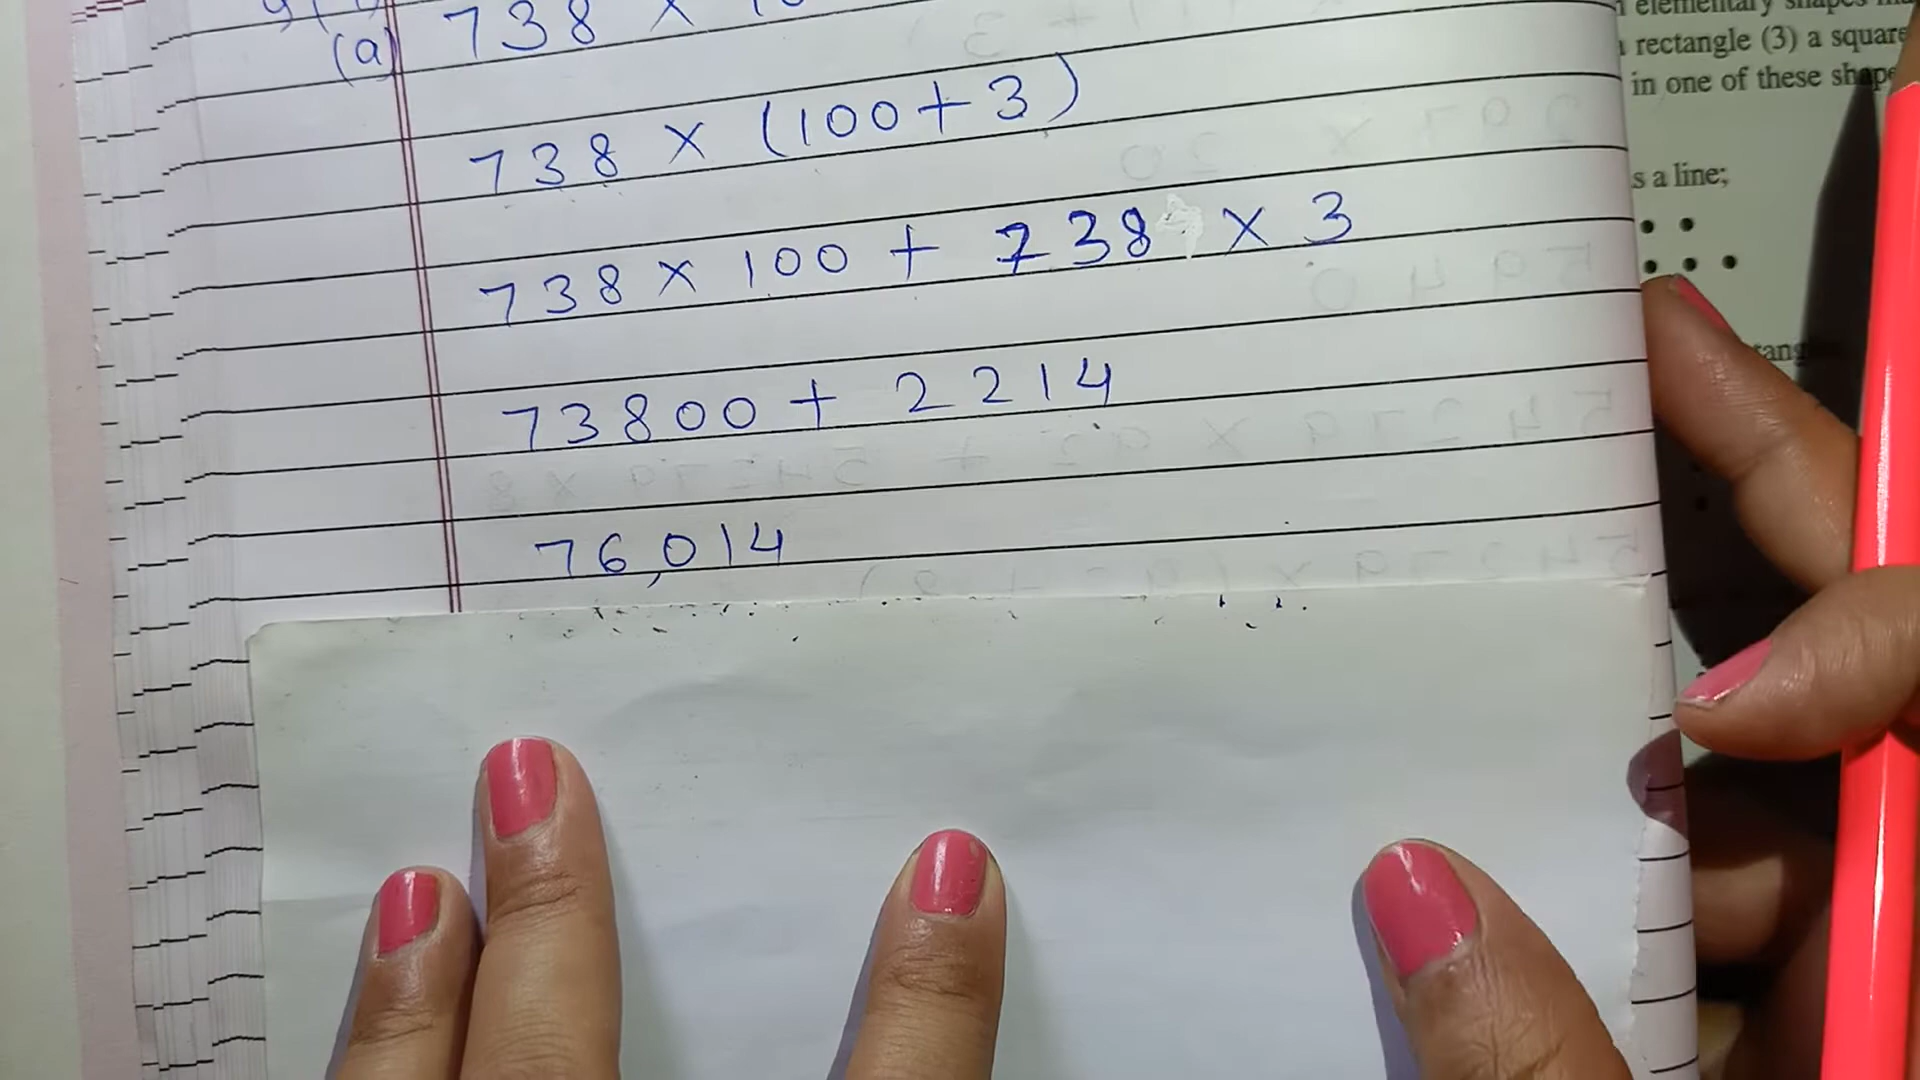 (a) 738 ×
738 × (100 + 3)
738 × 100 + 738 × 3
73800 + 2214
76,014
elementary shapes
rectangle (3) a square
in one of these shape
s a line;